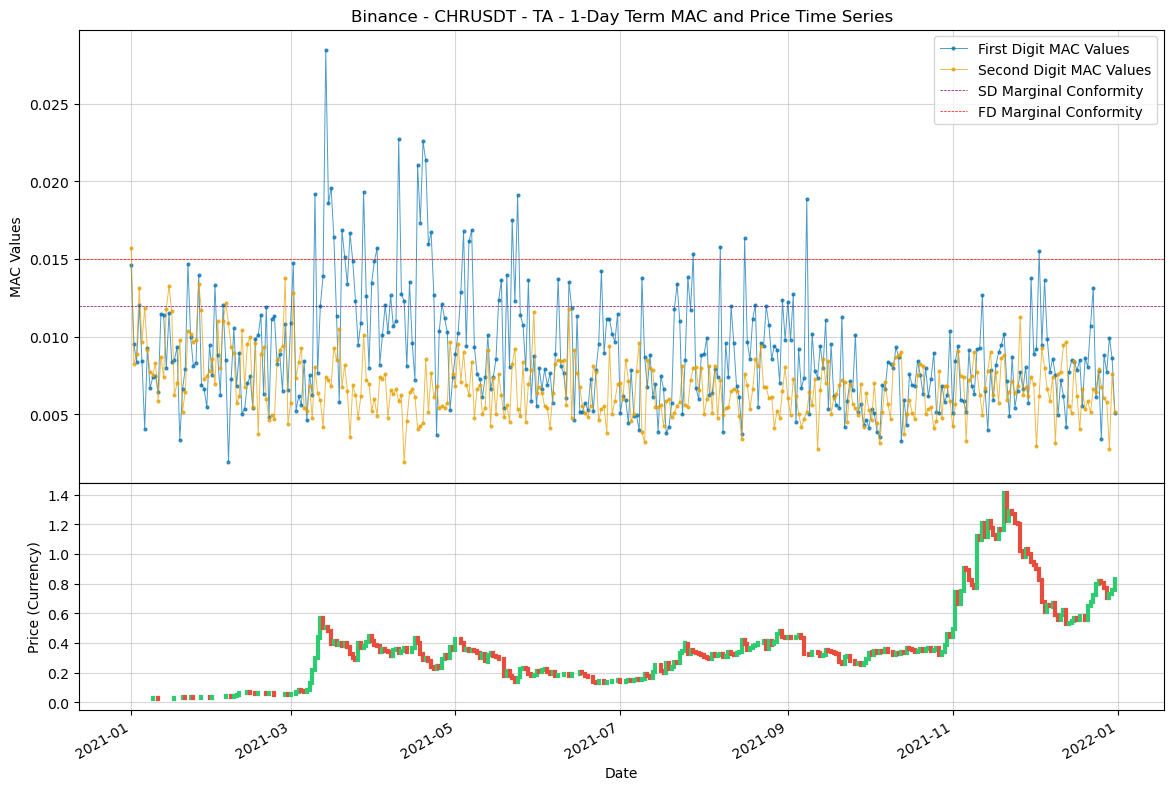 Binance - CHRUSDT - TA - 1-Day Term MAC and Price Time Series
First Digit MAC Values
Second Digit MAC Values
SD Marginal Conformity
FD Marginal Conformity
MAC Values
0.025
0.020
0.015
0.010
0.005
Price (Currency)
1.4
1.2
1.0
0.8
0.6
0.4
0.2
0.0
2021-01
2021-03
2021-05
2021-07
2021-09
2021-11
2022-01
Date